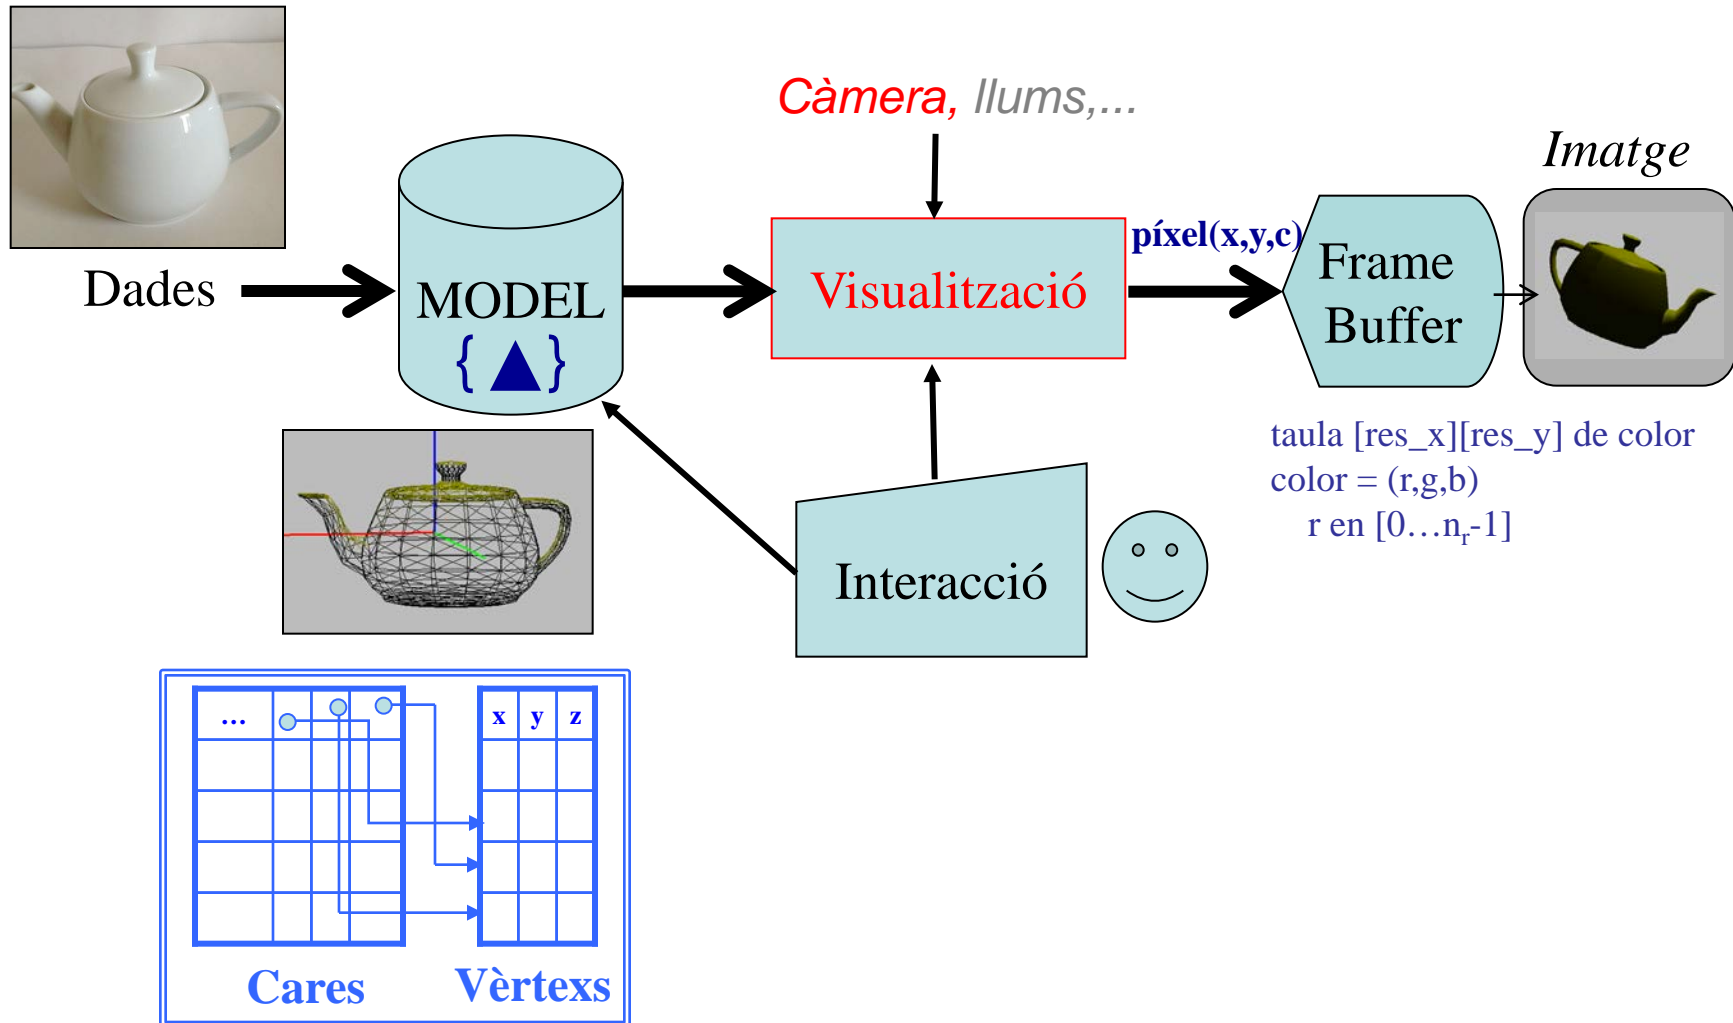 Càmera, llums,...
Imatge
píxel(x,y,c)
Dades
MODEL
{▲}
Visualització
Frame
Buffer
taula [res_x][res_y] de color
color = (r,g,b)
r en [0…nr-1]
Interacció
... x y z
Cares Vèrtexs